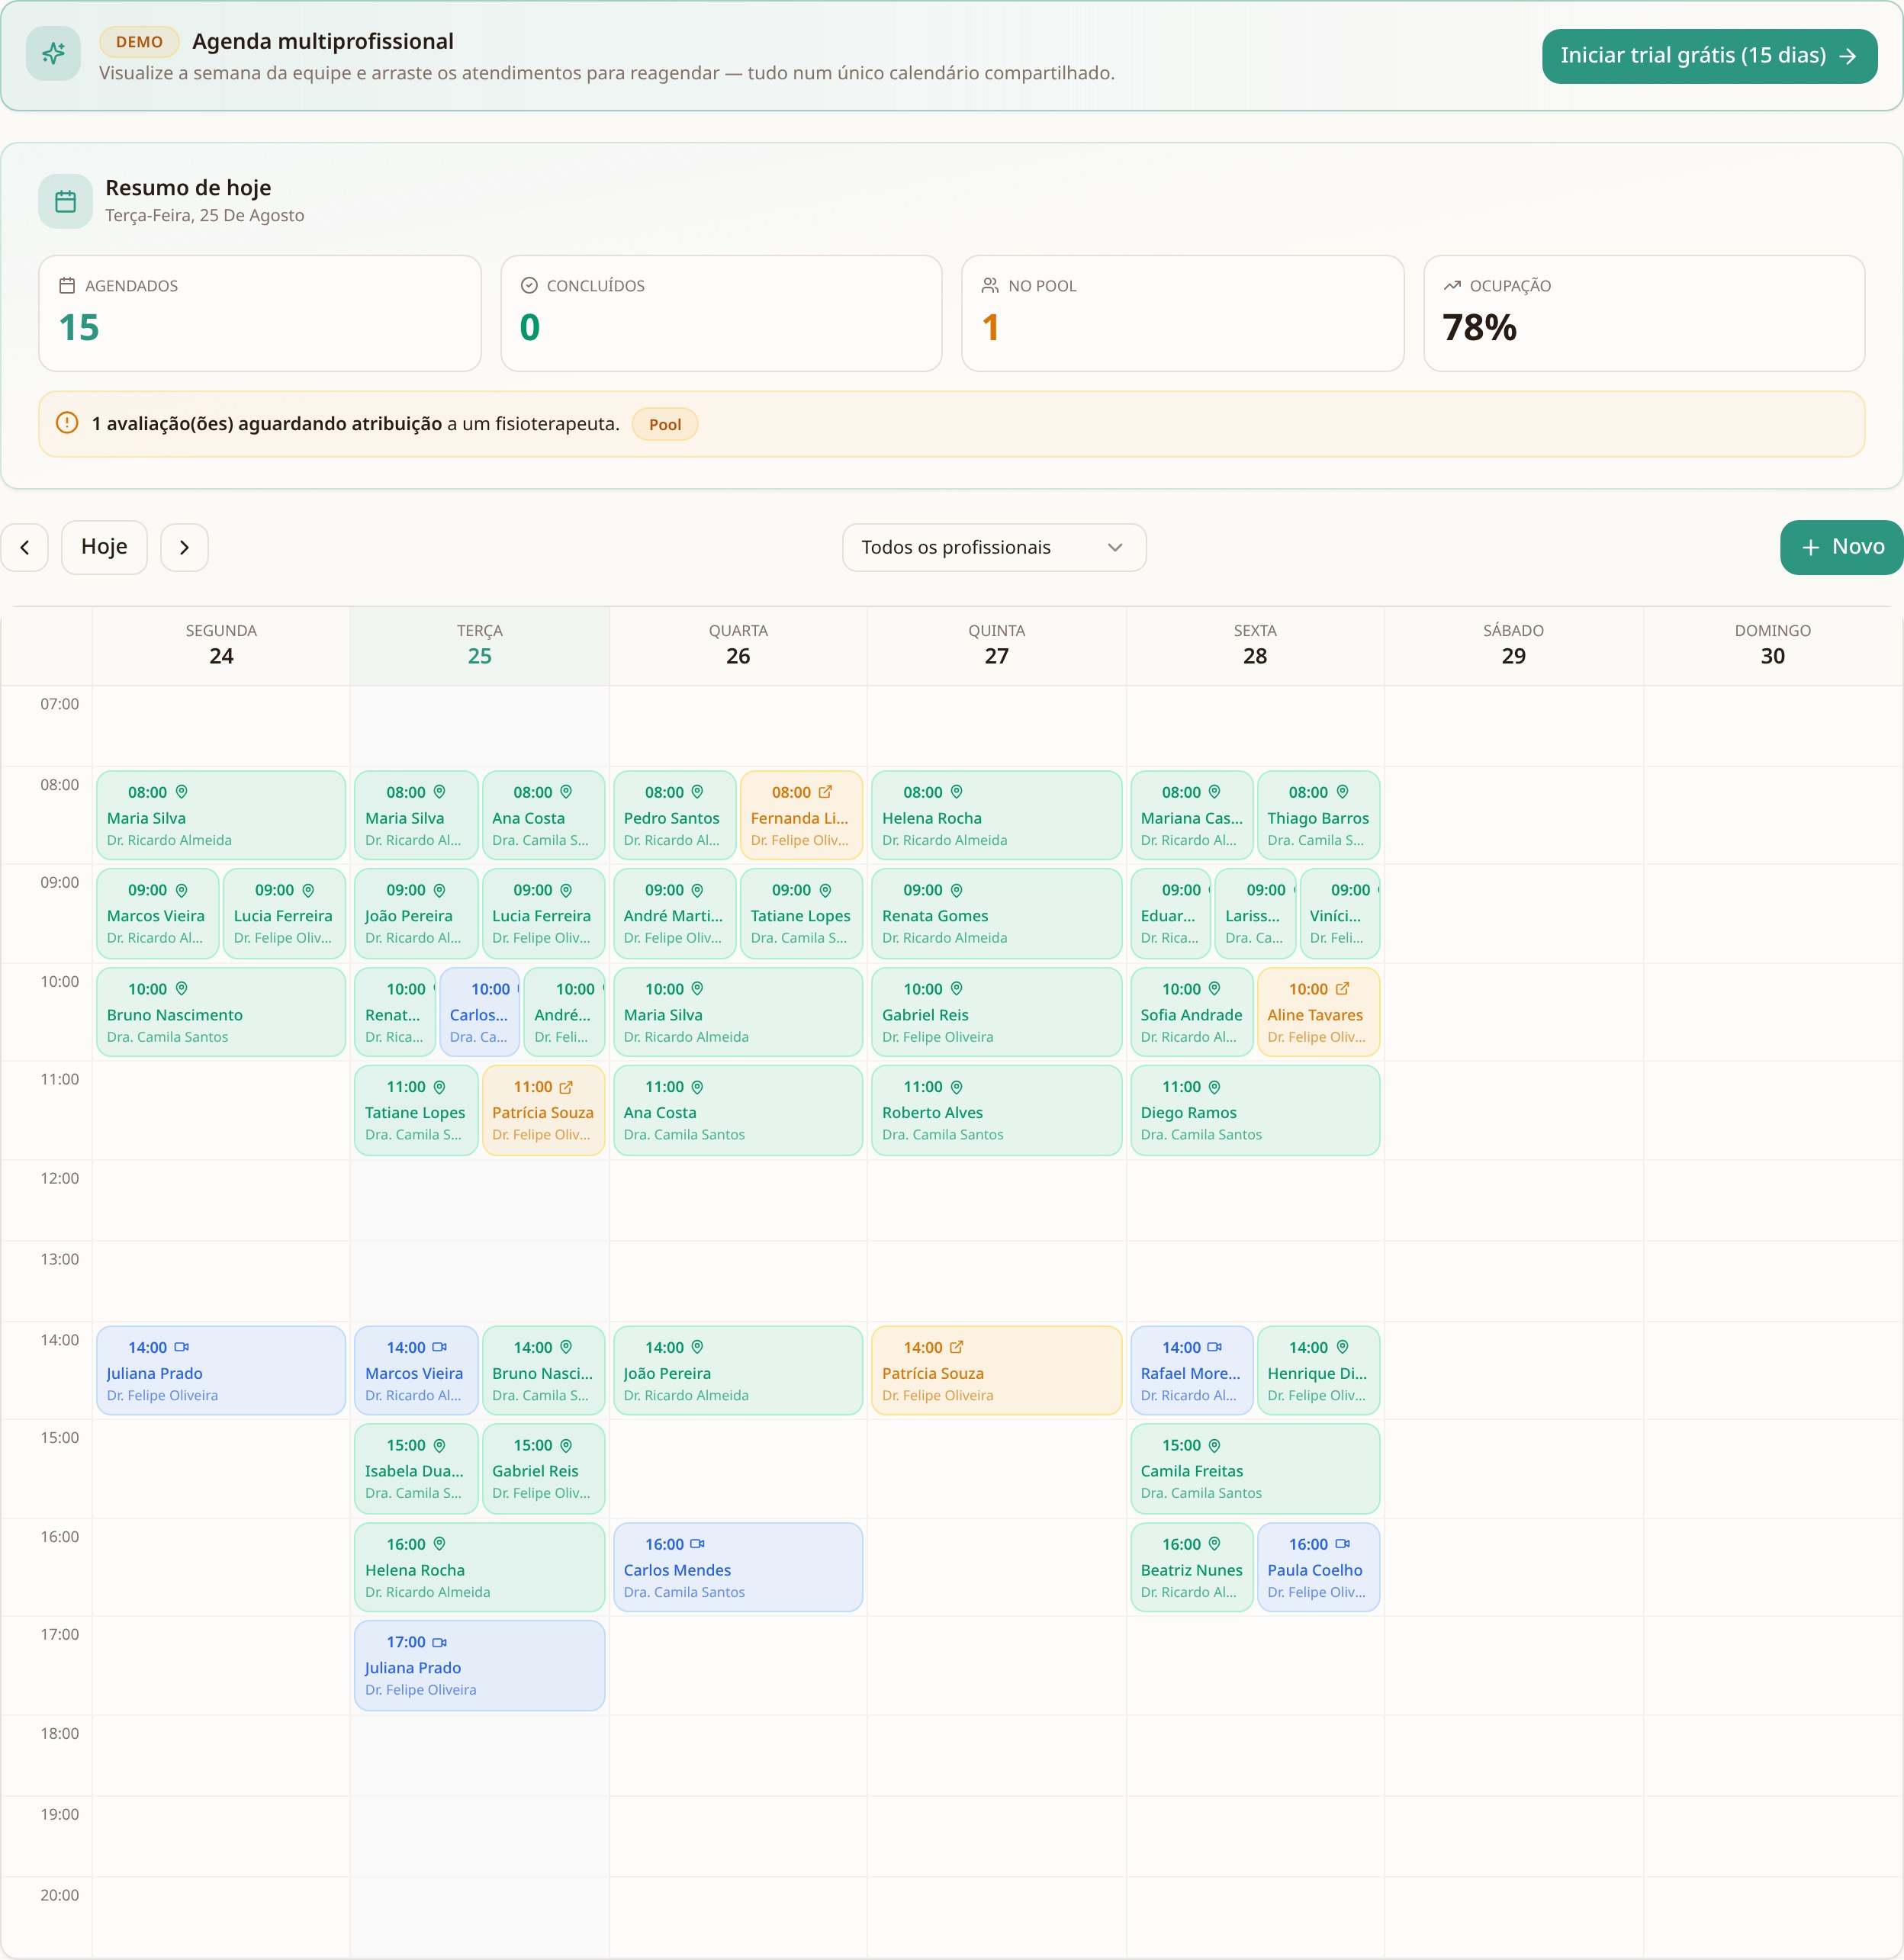 DEMO Agenda multiprofissional
Visualize a semana da equipe e arraste os atendimentos para reagendar — tudo num único calendário compartilhado.
Iniciar trial grátis (15 dias)
Resumo de hoje
Terça-Feira, 25 De Agosto
AGENDADOS
15
CONCLUÍDOS
0
NO POOL
1
OCUPAÇÃO
78%
1 avaliação(ões) aguardando atribuição a um fisioterapeuta. Pool
Hoje
Todos os profissionais
Novo
SEGUNDA
24
TERÇA
25
QUARTA
26
QUINTA
27
SEXTA
28
SÁBADO
29
DOMINGO
30
07:00
08:00
08:00
Maria Silva
Dr. Ricardo Almeida
08:00
Maria Silva
Dr. Ricardo Al...
08:00
Ana Costa
Dra. Camila S...
08:00
Pedro Santos
Dr. Ricardo Al...
08:00
Fernanda Li...
Dr. Felipe Oliv...
08:00
Helena Rocha
Dr. Ricardo Almeida
08:00
Mariana Cas...
Dr. Ricardo Al...
08:00
Thiago Barros
Dra. Camila S...
09:00
09:00
Marcos Vieira
Dr. Ricardo Al...
09:00
Lucia Ferreira
Dr. Felipe Oliv...
09:00
João Pereira
Dr. Ricardo Al...
09:00
Lucia Ferreira
Dr. Felipe Oliv...
09:00
André Marti...
Dr. Felipe Oliv...
09:00
Tatiane Lopes
Dra. Camila S...
09:00
Renata Gomes
Dr. Ricardo Almeida
09:00
Eduar...
Dr. Rica...
09:00
Lariss...
Dra. Ca...
09:00
Viníci...
Dr. Feli...
10:00
10:00
Bruno Nascimento
Dra. Camila Santos
10:00
Renat...
Dr. Rica...
10:00
Carlos...
Dra. Ca...
10:00
André...
Dr. Feli...
10:00
Maria Silva
Dr. Ricardo Almeida
10:00
Gabriel Reis
Dr. Felipe Oliveira
10:00
Sofia Andrade
Dr. Ricardo Al...
10:00
Aline Tavares
Dr. Felipe Oliv...
11:00
11:00
Tatiane Lopes
Dra. Camila S...
11:00
Patrícia Souza
Dr. Felipe Oliv...
11:00
Ana Costa
Dra. Camila Santos
11:00
Roberto Alves
Dra. Camila Santos
11:00
Diego Ramos
Dra. Camila Santos
12:00
13:00
14:00
14:00
Juliana Prado
Dr. Felipe Oliveira
14:00
Marcos Vieira
Dr. Ricardo Al...
14:00
Bruno Nasci...
Dra. Camila S...
14:00
João Pereira
Dr. Ricardo Almeida
14:00
Patrícia Souza
Dr. Felipe Oliveira
14:00
Rafael More...
Dr. Ricardo Al...
14:00
Henrique Di...
Dr. Felipe Oliv...
15:00
15:00
Isabela Dua...
Dra. Camila S...
15:00
Gabriel Reis
Dr. Felipe Oliv...
15:00
Camila Freitas
Dra. Camila Santos
16:00
16:00
Helena Rocha
Dr. Ricardo Almeida
16:00
Carlos Mendes
Dra. Camila Santos
16:00
Beatriz Nunes
Dr. Ricardo Al...
16:00
Paula Coelho
Dr. Felipe Oliv...
17:00
17:00
Juliana Prado
Dr. Felipe Oliveira
18:00
19:00
20:00